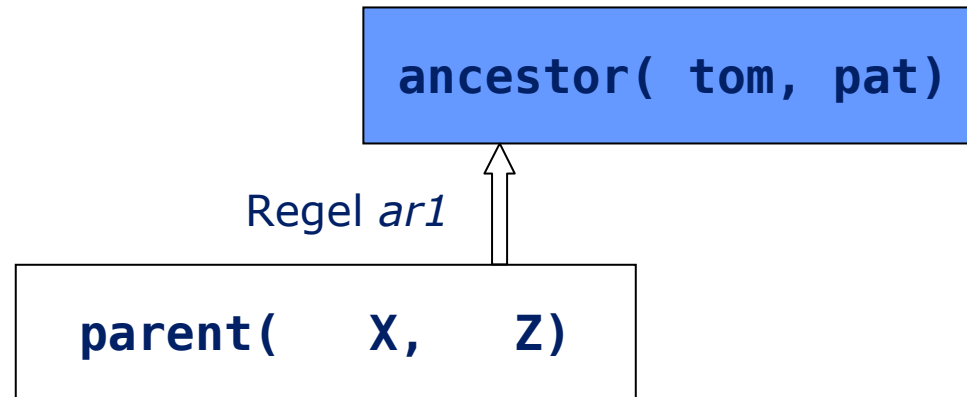 ancestor( tom, pat)
Regel ar1
parent( X, Z)